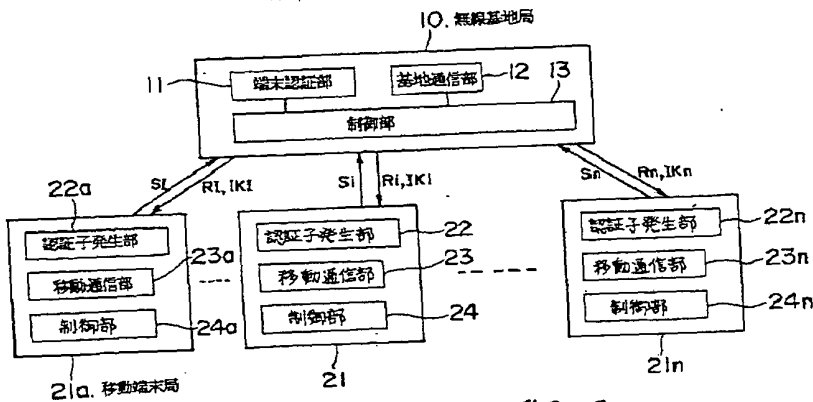 10. 無線基地局
11
端末認証部
基地通信部
12
13
制御部
S1
R1, IK1
Si
Ri, IKi
Sn
Rn, IKn
22a
認証子発生部
23a
移動通信部
制御部
24a
21a. 移動端末局
認証子発生部
22
移動通信部
23
制御部
24
21
認証子発生部
22n
移動通信部
23n
制御部
24n
21n